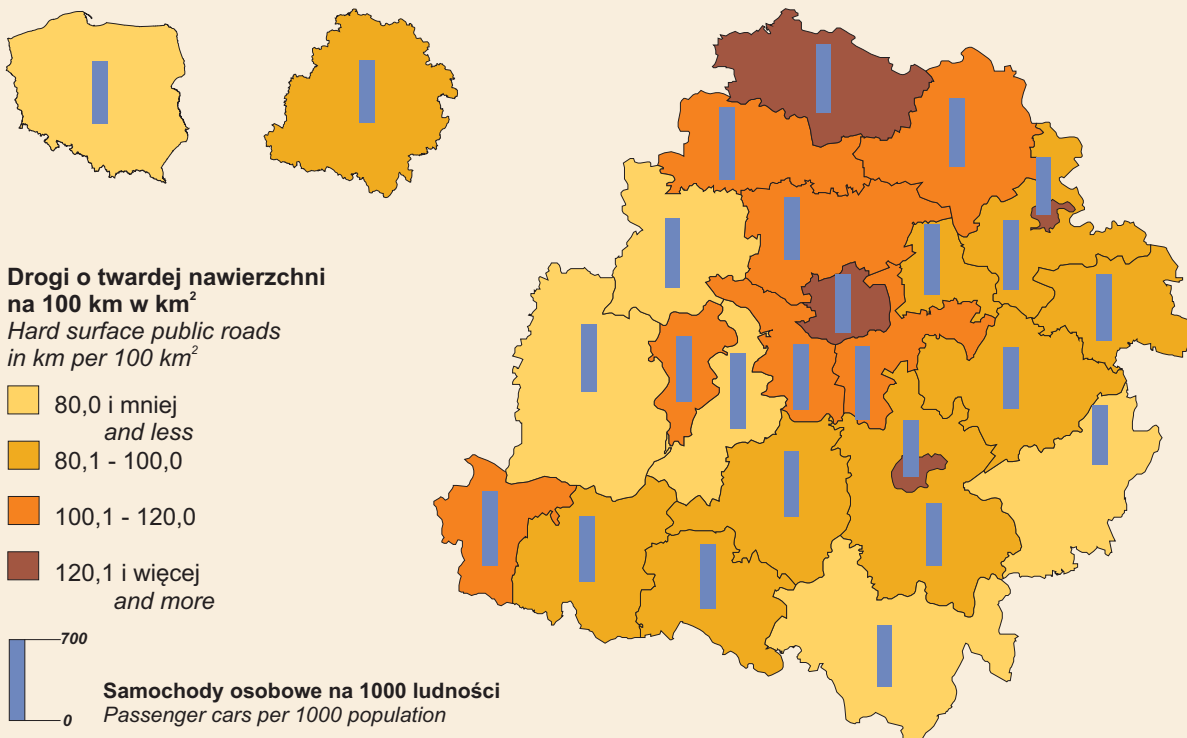 Drogi o twardej nawierzchni
na 100 km w km²
Hard surface public roads
in km per 100 km²
80,0 i mniej
and less
80,1 - 100,0
100,1 - 120,0
120,1 i więcej
and more
700
0
Samochody osobowe na 1000 ludności
Passenger cars per 1000 population